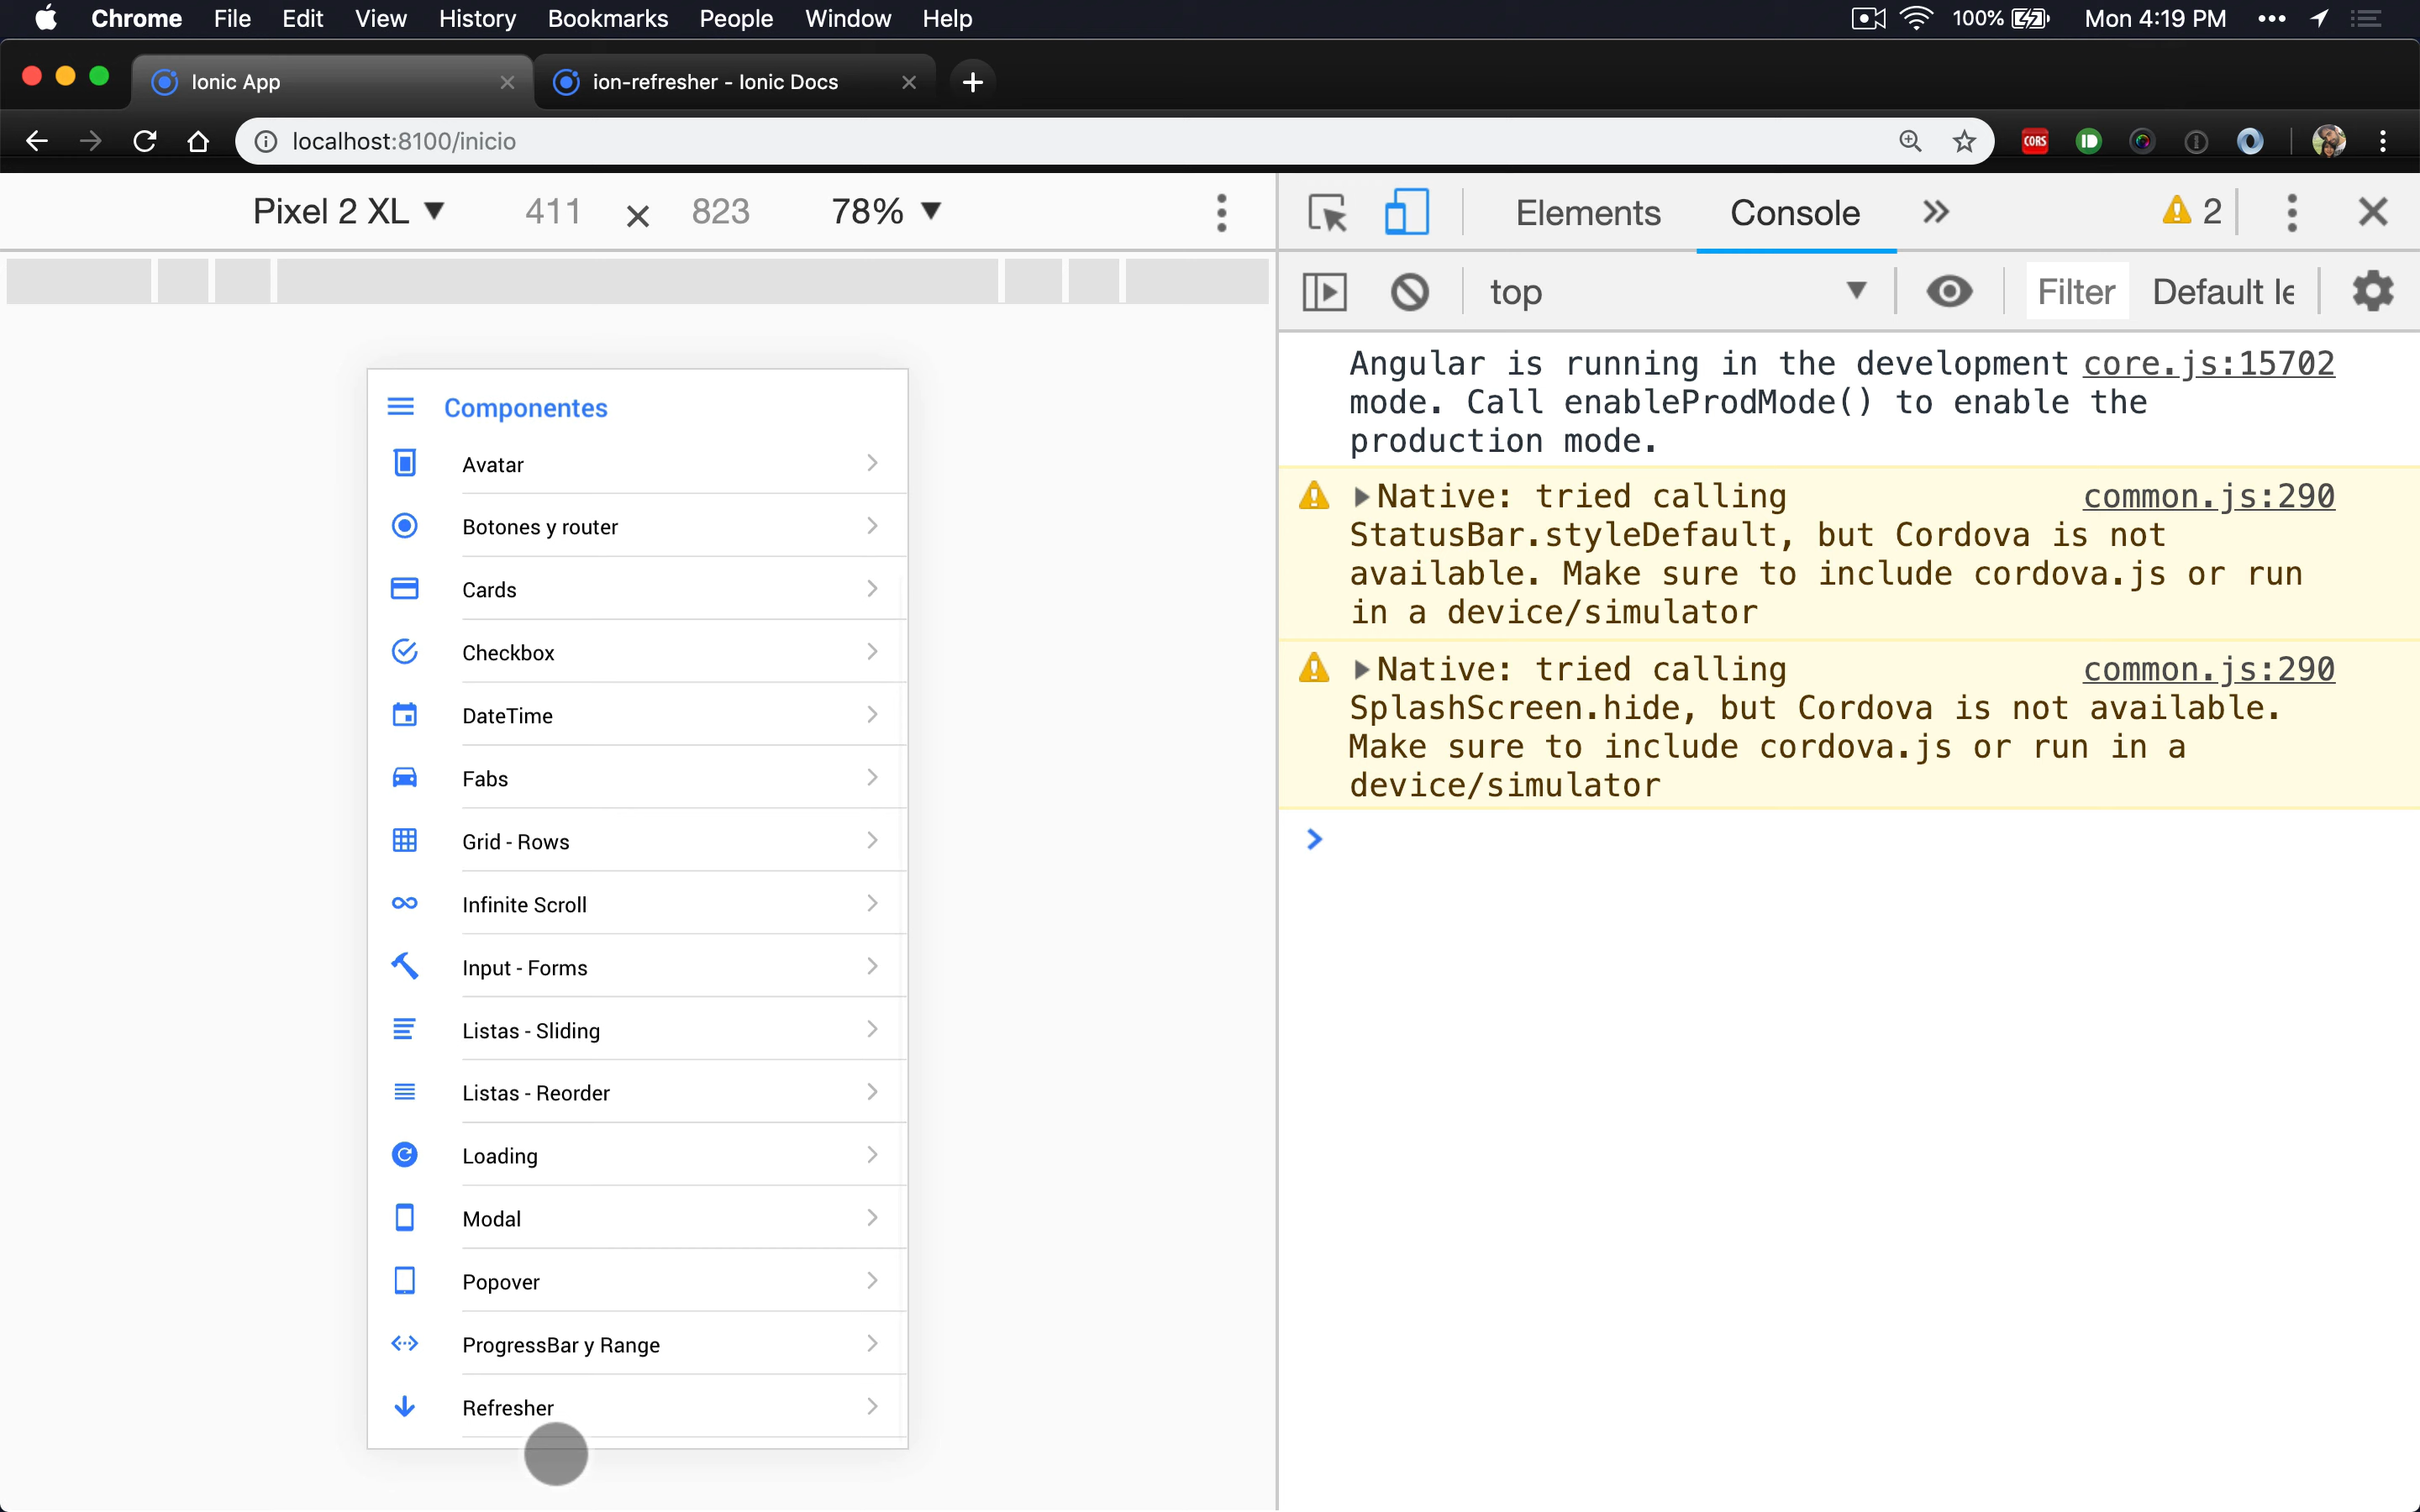 Chrome File Edit View History Bookmarks People Window Help 100% Mon 4:19 PM
Ionic App ion-refresher - Ionic Docs
localhost:8100/inicio CORS
Pixel 2 XL 411 × 823 78%
Elements Console 2
top Filter Default le
Componentes
Avatar
Botones y router
Cards
Checkbox
DateTime
Fabs
Grid - Rows
Infinite Scroll
Input - Forms
Listas - Sliding
Listas - Reorder
Loading
Modal
Popover
ProgressBar y Range
Refresher
Angular is running in the development core.js:15702
mode. Call enableProdMode() to enable the
production mode.
Native: tried calling common.js:290
StatusBar.styleDefault, but Cordova is not
available. Make sure to include cordova.js or run
in a device/simulator
Native: tried calling common.js:290
SplashScreen.hide, but Cordova is not available.
Make sure to include cordova.js or run in a
device/simulator